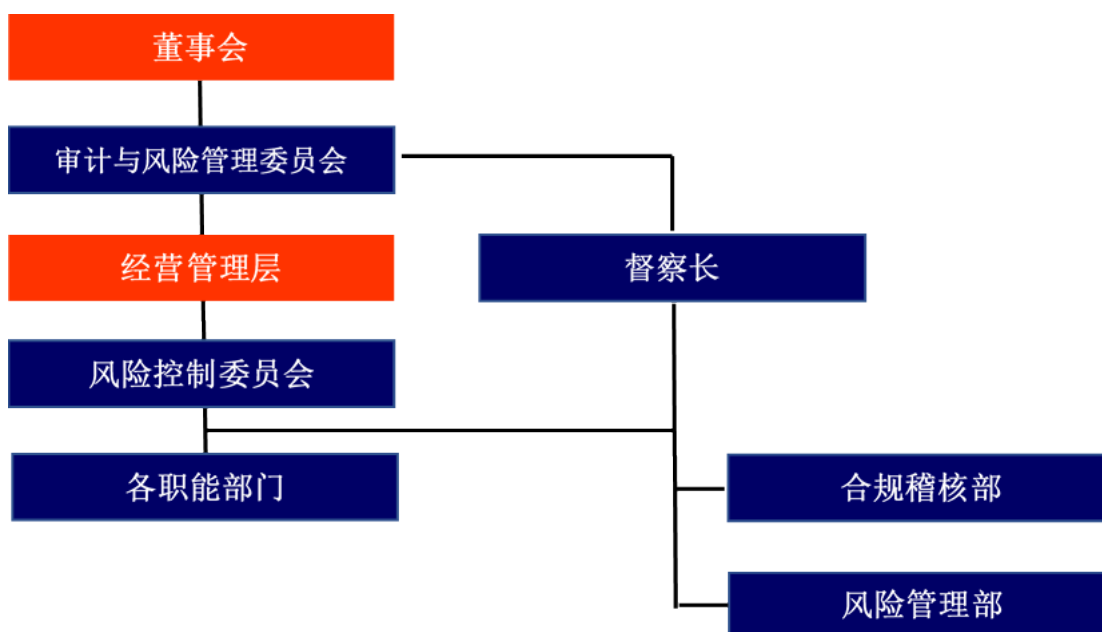 董事会
审计与风险管理委员会
经营管理层
督察长
风险控制委员会
各职能部门
合规稽核部
风险管理部